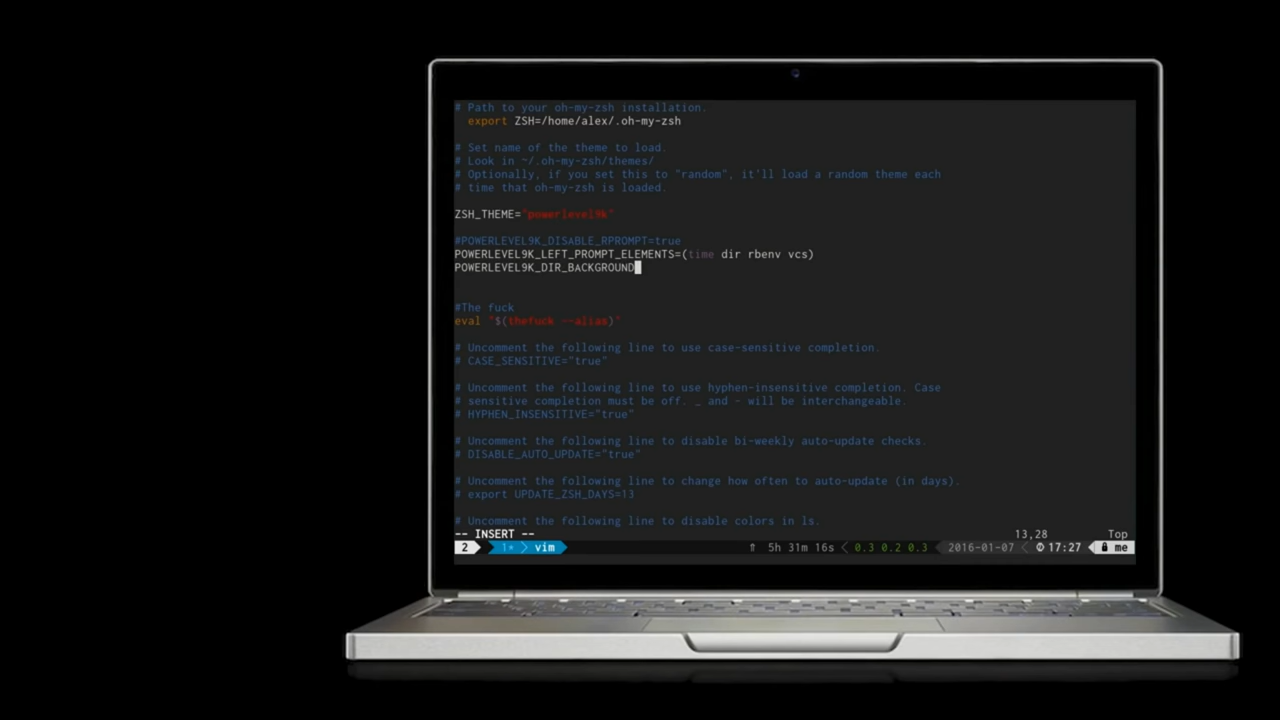 # Path to your oh-my-zsh installation.
export ZSH=/home/alex/.oh-my-zsh
# Set name of the theme to load.
# Look in ~/.oh-my-zsh/themes/
# Optionally, if you set this to "random", it'll load a random theme each
# time that oh-my-zsh is loaded.
ZSH_THEME="powerlevel9k"
#POWERLEVEL9K_DISABLE_RPROMPT=true
POWERLEVEL9K_LEFT_PROMPT_ELEMENTS=(time dir rbenv vcs)
POWERLEVEL9K_DIR_BACKGROUND
#The fuck
eval "$(thefuck --alias)"
# Uncomment the following line to use case-sensitive completion.
# CASE_SENSITIVE="true"
# Uncomment the following line to use hyphen-insensitive completion. Case
# sensitive completion must be off. _ and - will be interchangeable.
# HYPHEN_INSENSITIVE="true"
# Uncomment the following line to disable bi-weekly auto-update checks.
# DISABLE_AUTO_UPDATE="true"
# Uncomment the following line to change how often to auto-update (in days).
# export UPDATE_ZSH_DAYS=13
# Uncomment the following line to disable colors in ls.
-- INSERT -- 13,28 Top
2 1* vim ⇑ 5h 31m 16s 0.3 0.2 0.3 2016-01-07 17:27 me